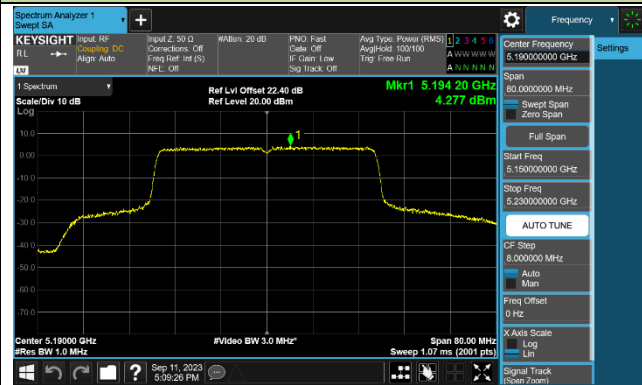 Spectrum Analyzer 1
Swept SA
Frequency
KEYSIGHT
RL
LXI
Input: RF
Coupling: DC
Align: Auto
Input Z: 50 Ω
Corrections: Off
Freq Ref: Int (S)
NFE: Off
#Atten: 20 dB
PNO: Fast
Gate: Off
IF Gain: Low
Sig Track: Off
Avg Type: Power (RMS)
Avg|Hold: 100/100
Trig: Free Run
1 2 3 4 5 6
A W W W W W
A N N N N N
Center Frequency
5.190000000 GHz
Settings
Span
80.0000000 MHz
Swept Span
Zero Span
Full Span
Start Freq
5.150000000 GHz
Stop Freq
5.230000000 GHz
AUTO TUNE
CF Step
8.000000 MHz
Auto
Man
Freq Offset
0 Hz
X Axis Scale
Log
Lin
Signal Track
(Span Zoom)
1 Spectrum
Scale/Div 10 dB
Log
Ref Lvl Offset 22.40 dB
Ref Level 20.00 dBm
Mkr1 5.194 20 GHz
4.277 dBm
1
10.0
0.00
-10.0
-20.0
-30.0
-40.0
-50.0
-60.0
-70.0
Center 5.19000 GHz
#Res BW 1.0 MHz
#Video BW 3.0 MHz*
Span 80.00 MHz
Sweep 1.07 ms (2001 pts)
?
Sep 11, 2023
5:09:26 PM